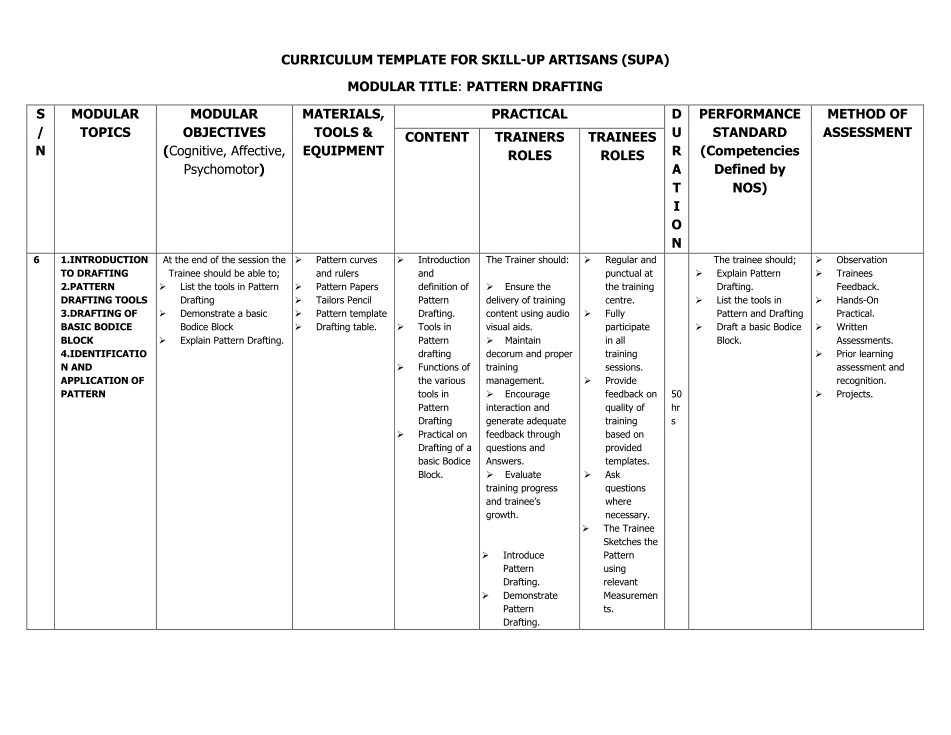 CURRICULUM TEMPLATE FOR SKILL-UP ARTISANS (SUPA)
MODULAR TITLE: PATTERN DRAFTING
S
/
N
MODULAR
TOPICS
MODULAR
OBJECTIVES
(Cognitive, Affective,
Psychomotor)
MATERIALS,
TOOLS &
EQUIPMENT
PRACTICAL
CONTENT
TRAINERS
ROLES
TRAINEES
ROLES
D
U
R
A
T
I
O
N
PERFORMANCE
STANDARD
(Competencies
Defined by
NOS)
METHOD OF
ASSESSMENT
6
1.INTRODUCTION
TO DRAFTING
2.PATTERN
DRAFTING TOOLS
3.DRAFTING OF
BASIC BODICE
BLOCK
4.IDENTIFICATIO
N AND
APPLICATION OF
PATTERN
At the end of the session the
Trainee should be able to;
➢ List the tools in Pattern
Drafting
➢ Demonstrate a basic
Bodice Block
➢ Explain Pattern Drafting.
➢ Pattern curves
and rulers
➢ Pattern Papers
➢ Tailors Pencil
➢ Pattern template
➢ Drafting table.
➢ Introduction
and
definition of
Pattern
Drafting.
➢ Tools in
Pattern
drafting
➢ Functions of
the various
tools in
Pattern
Drafting
➢ Practical on
Drafting of a
basic Bodice
Block.
The Trainer should:
➢ Ensure the
delivery of training
content using audio
visual aids.
➢ Maintain
decorum and proper
training
management.
➢ Encourage
interaction and
generate adequate
feedback through
questions and
Answers.
➢ Evaluate
training progress
and trainee's
growth.
➢ Introduce
Pattern
Drafting.
➢ Demonstrate
Pattern
Drafting.
➢ Regular and
punctual at
the training
centre.
➢ Fully
participate
in all
training
sessions.
➢ Provide
feedback on
quality of
training
based on
provided
templates.
➢ Ask
questions
where
necessary.
➢ The Trainee
Sketches the
Pattern
using
relevant
Measuremen
ts.
50
hr
s
The trainee should;
➢ Explain Pattern
Drafting.
➢ List the tools in
Pattern and Drafting
➢ Draft a basic Bodice
Block.
➢ Observation
➢ Trainees
Feedback.
➢ Hands-On
Practical.
➢ Written
Assessments.
➢ Prior learning
assessment and
recognition.
➢ Projects.